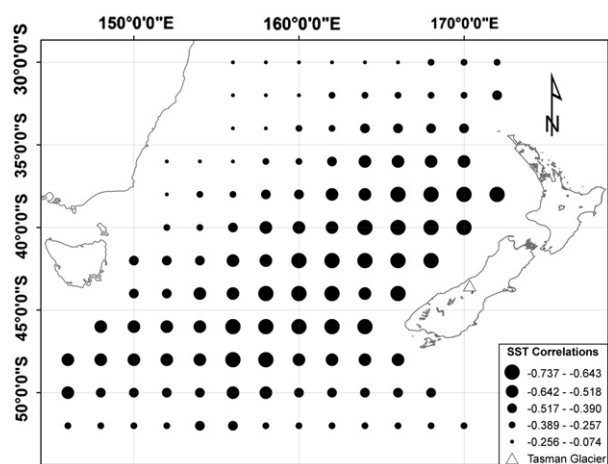 150°0'0"E 160°0'0"E 170°0'0"E
30°0'0"S
35°0'0"S
40°0'0"S
45°0'0"S
50°0'0"S
N
SST Correlations
-0.737 - -0.643
-0.642 - -0.518
-0.517 - -0.390
-0.389 - -0.257
-0.256 - -0.074
Tasman Glacier